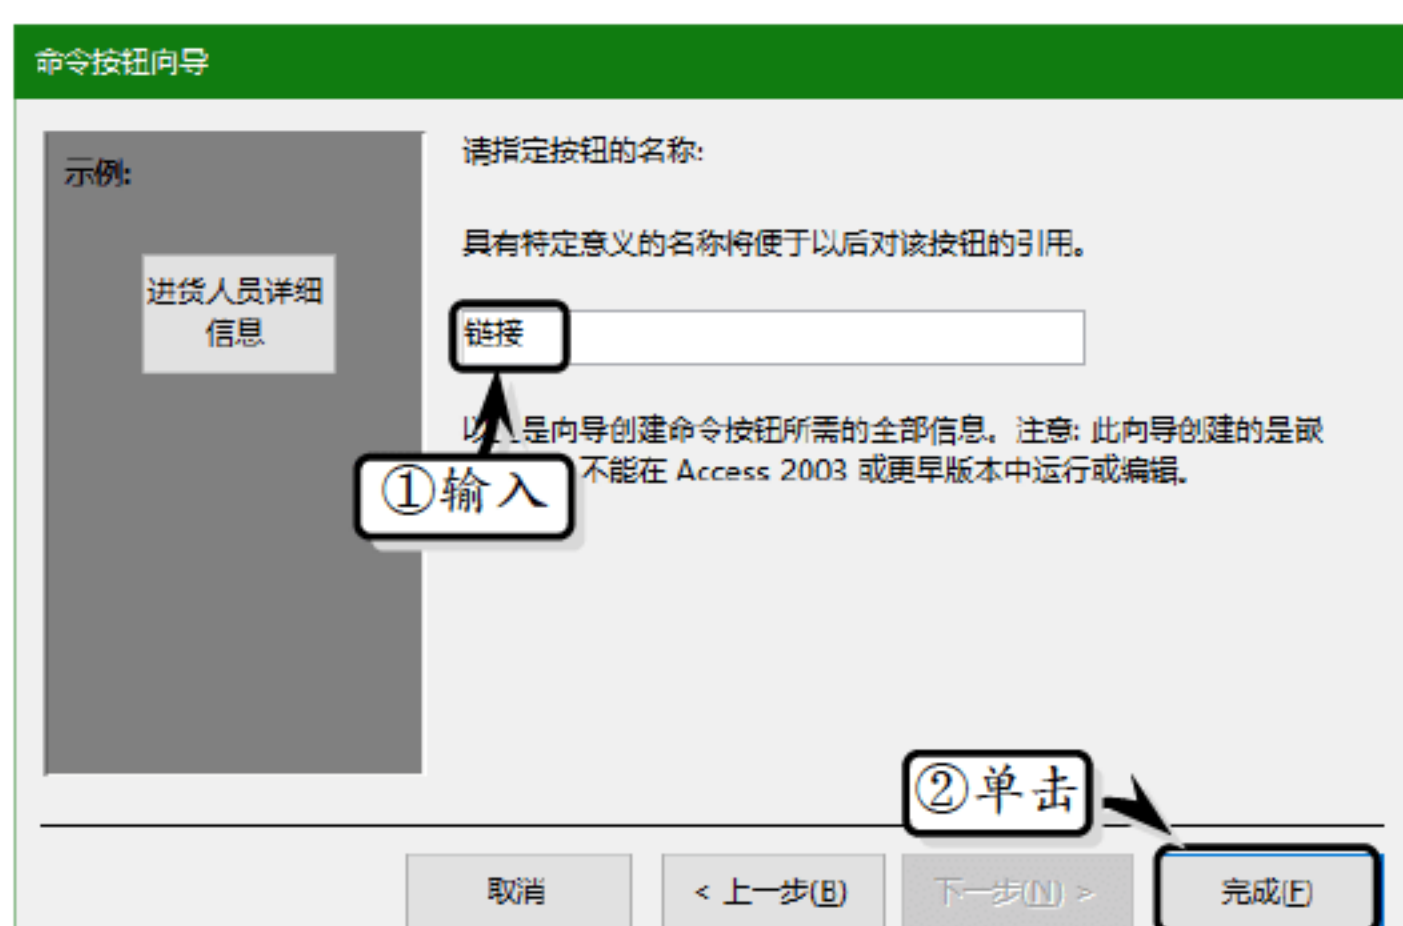 命令按钮向导
示例:
进货人员详细
信息
请指定按钮的名称:
具有特定意义的名称将便于以后对该按钮的引用。
链接
以 是向导创建命令按钮所需的全部信息。注意: 此向导创建的是嵌
不能在 Access 2003 或更早版本中运行或编辑。
①输入
②单击
取消
< 上一步(B)
下一步(N) >
完成(F)